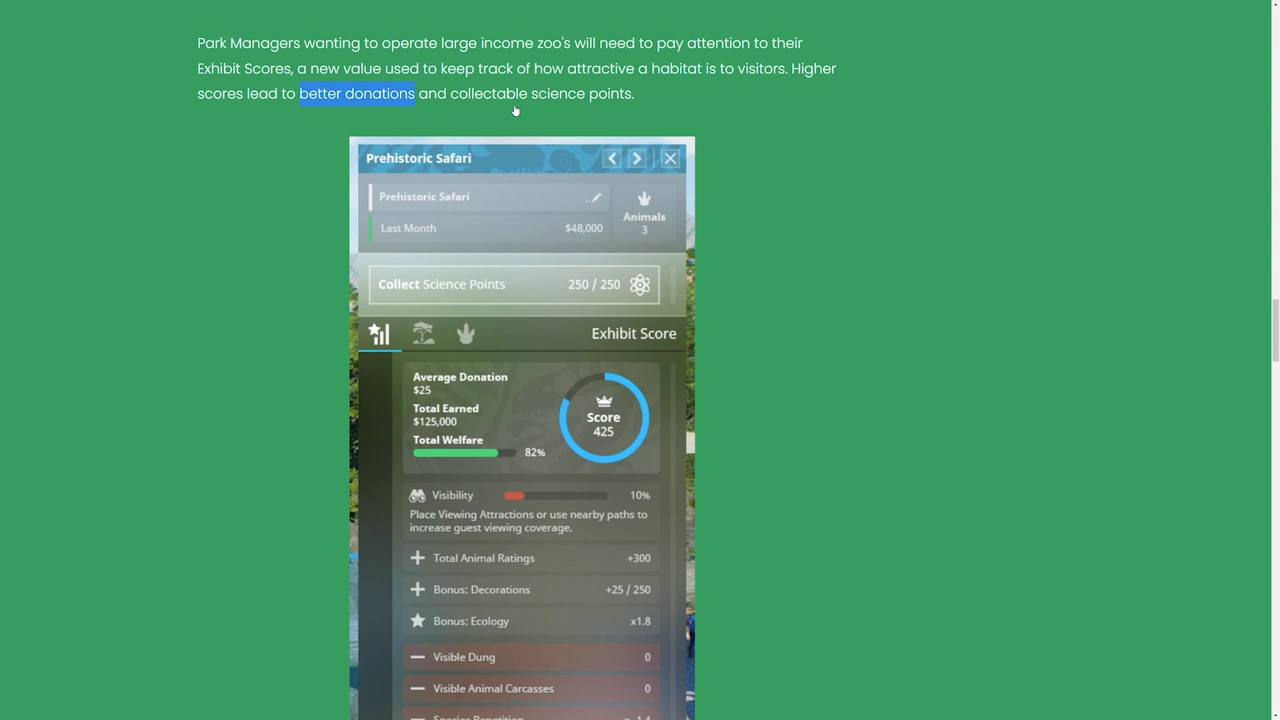 Park Managers wanting to operate large income zoo's will need to pay attention to their
Exhibit Scores, a new value used to keep track of how attractive a habitat is to visitors. Higher
scores lead to better donations and collectable science points.
Prehistoric Safari
Prehistoric Safari
Animals
3
Last Month $48,000
Collect Science Points 250 / 250
Exhibit Score
Average Donation
$25
Total Earned
$125,000
Total Welfare
82%
Score
425
Visibility 10%
Place Viewing Attractions or use nearby paths to
increase guest viewing coverage.
Total Animal Ratings +300
Bonus: Decorations +25 / 250
Bonus: Ecology x1.8
Visible Dung 0
Visible Animal Carcasses 0
Species Repetition